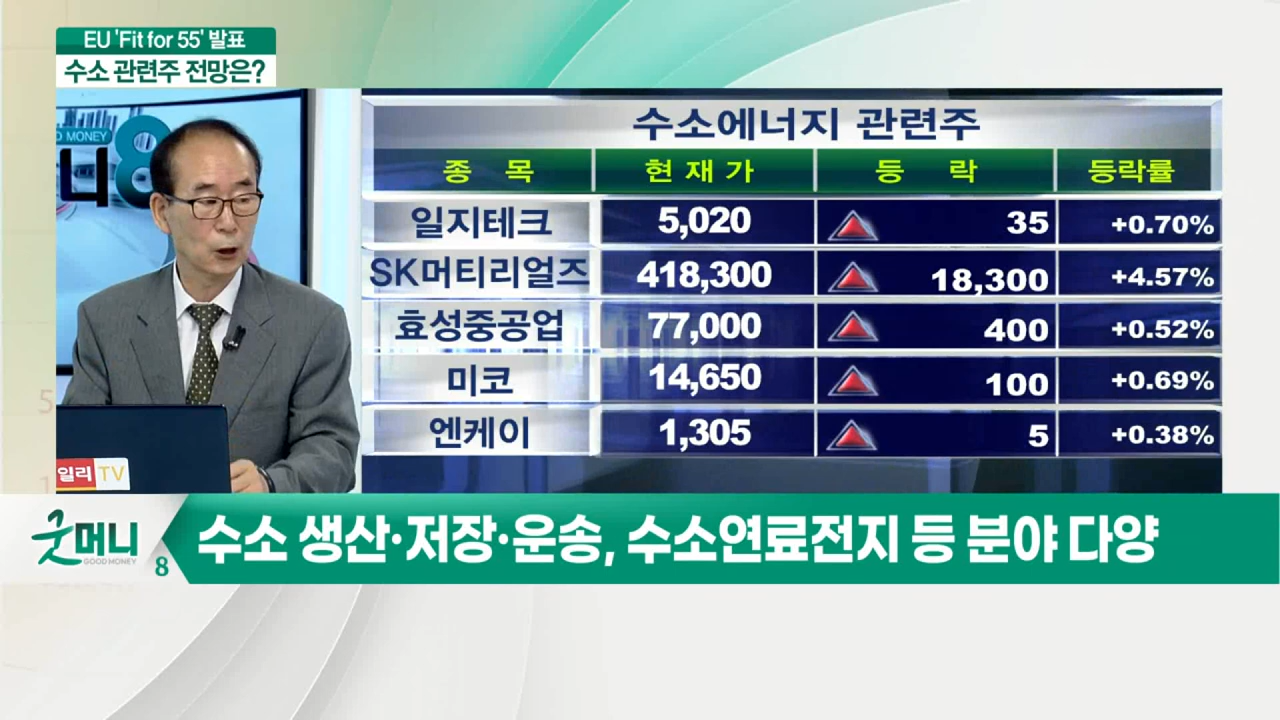 EU 'Fit for 55' 발표
수소 관련주 전망은?
MONEY
니 8
수소에너지 관련주
종 목 현 재 가 등 락 등락률
일지테크 5,020 ▲ 35 +0.70%
SK머티리얼즈 418,300 ▲ 18,300 +4.57%
효성중공업 77,000 ▲ 400 +0.52%
미코 14,650 ▲ 100 +0.69%
엔케이 1,305 ▲ 5 +0.38%
일리 TV
굿머니
GOOD MONEY
8
수소 생산·저장·운송, 수소연료전지 등 분야 다양